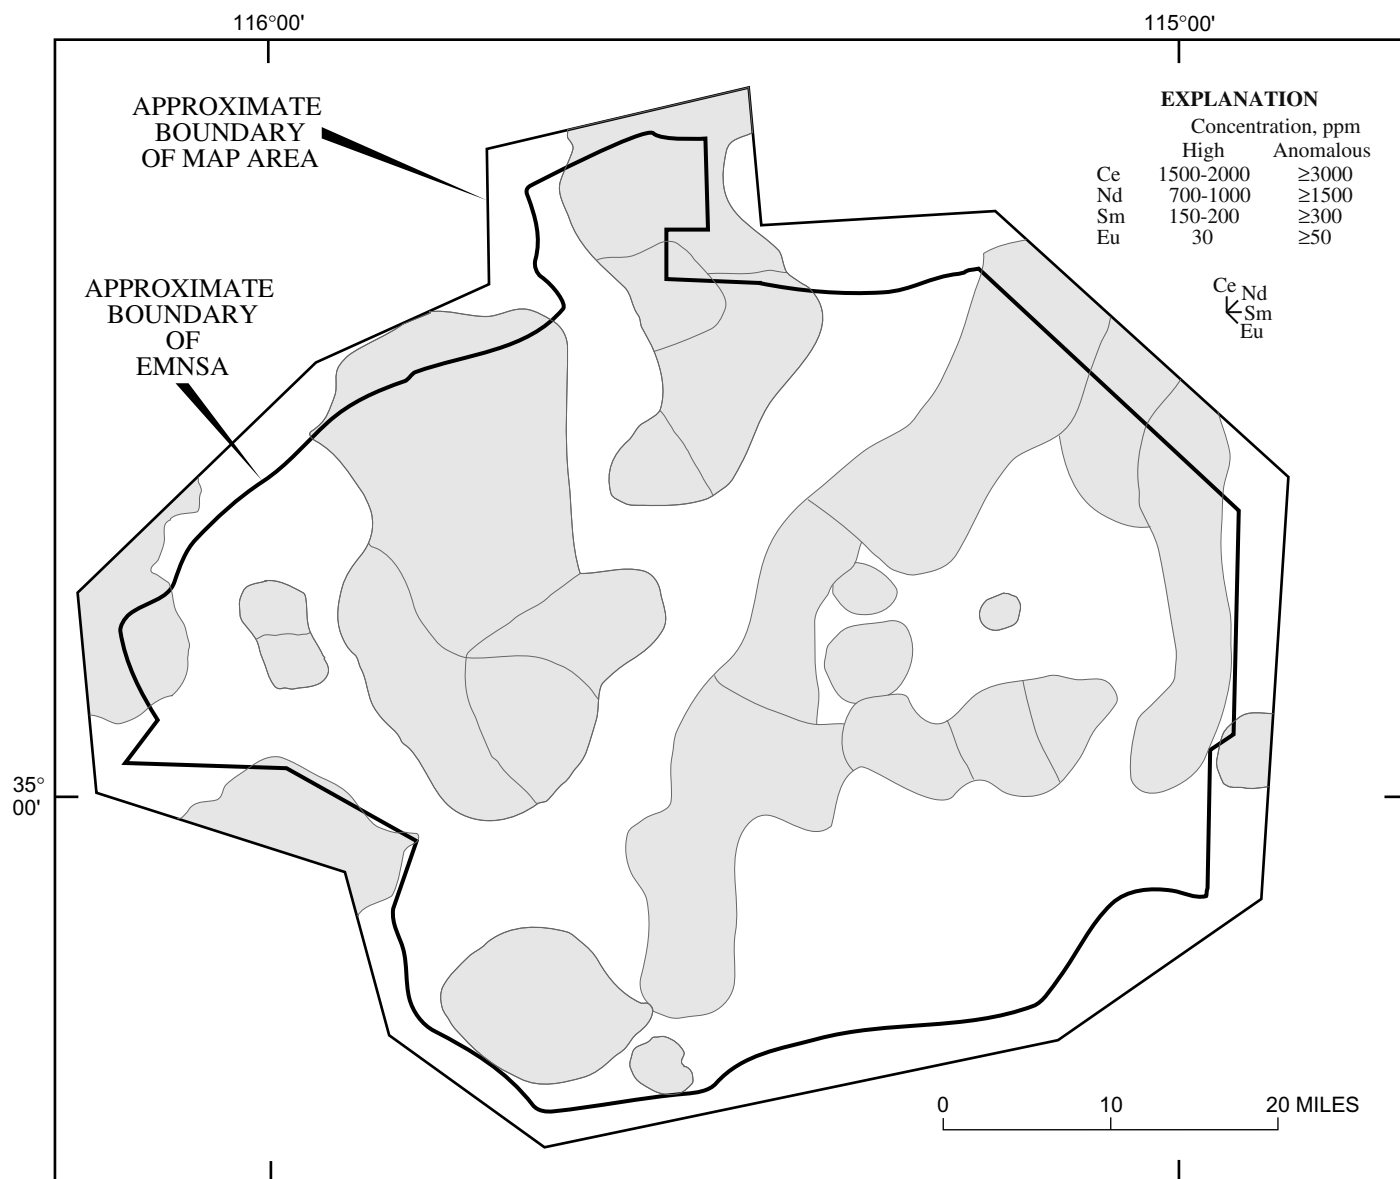 116°00'
115°00'
APPROXIMATE
BOUNDARY
OF MAP AREA
EXPLANATION
Concentration, ppm
High Anomalous
Ce 1500-2000 ≥3000
Nd 700-1000 ≥1500
Sm 150-200 ≥300
Eu 30 ≥50
APPROXIMATE
BOUNDARY
OF
EMNSA
Ce
Nd
Sm
Eu
35°
00'
0 10 20 MILES